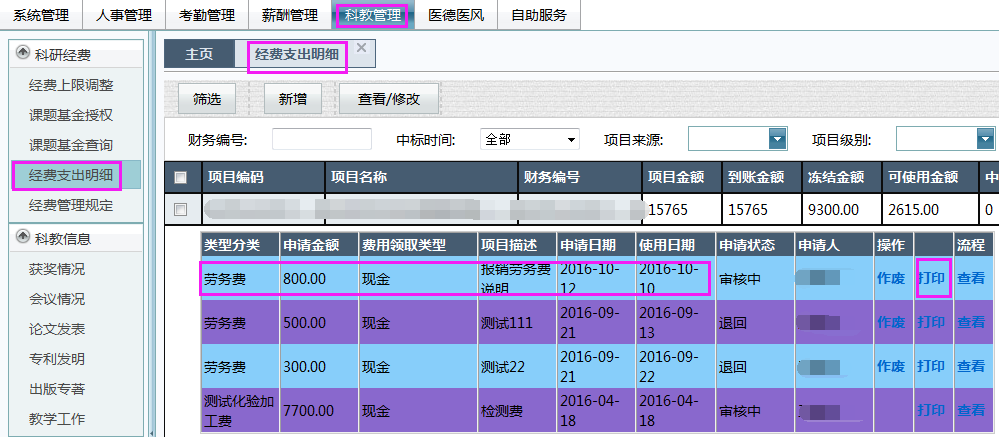 系统管理 人事管理 考勤管理 薪酬管理 科教管理 医德医风 自助服务
科研经费
经费上限调整
课题基金授权
课题基金查询
经费支出明细
经费管理规定
科教信息
获奖情况
会议情况
论文发表
专利发明
出版专著
教学工作
主页 经费支出明细
筛选 新增 查看/修改
财务编号: 中标时间: 全部 项目来源: 项目级别:
项目编码 项目名称 财务编号 项目金额 到账金额 冻结金额 可使用金额 中
15765 15765 9300.00 2615.00 0
类型分类 申请金额 费用领取类型 项目描述 申请日期 使用日期 申请状态 申请人 操作 流程
劳务费 800.00 现金 报销劳务费说明 2016-10-12 2016-10-10 审核中 作废 打印 查看
劳务费 500.00 现金 测试111 2016-09-21 2016-09-13 退回 作废 打印 查看
劳务费 300.00 现金 测试22 2016-09-21 2016-09-22 退回 作废 打印 查看
测试化验加工费 7700.00 现金 检测费 2016-04-18 2016-04-18 审核中 打印 查看